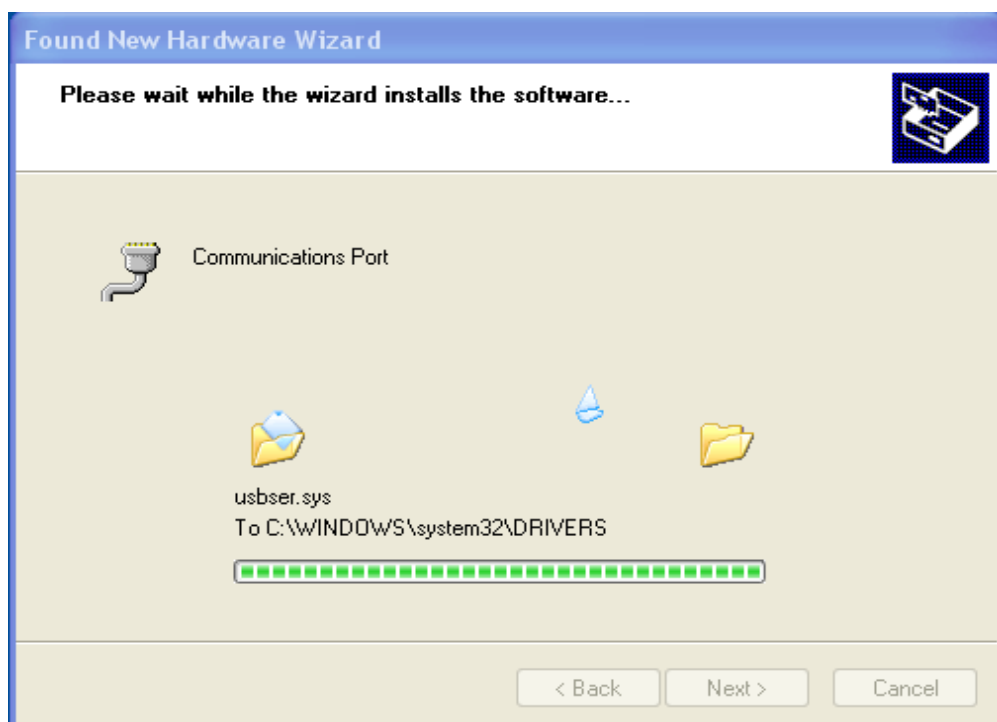 Found New Hardware Wizard
Please wait while the wizard installs the software...
Communications Port
usbser.sys
To C:\WINDOWS\system32\DRIVERS
< Back
Next >
Cancel